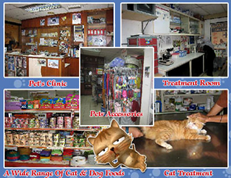 Pet's Clinic
Treatment Room
Pet's Accessories
A Wide Range Of Cat & Dog Foods
Cat Treatment